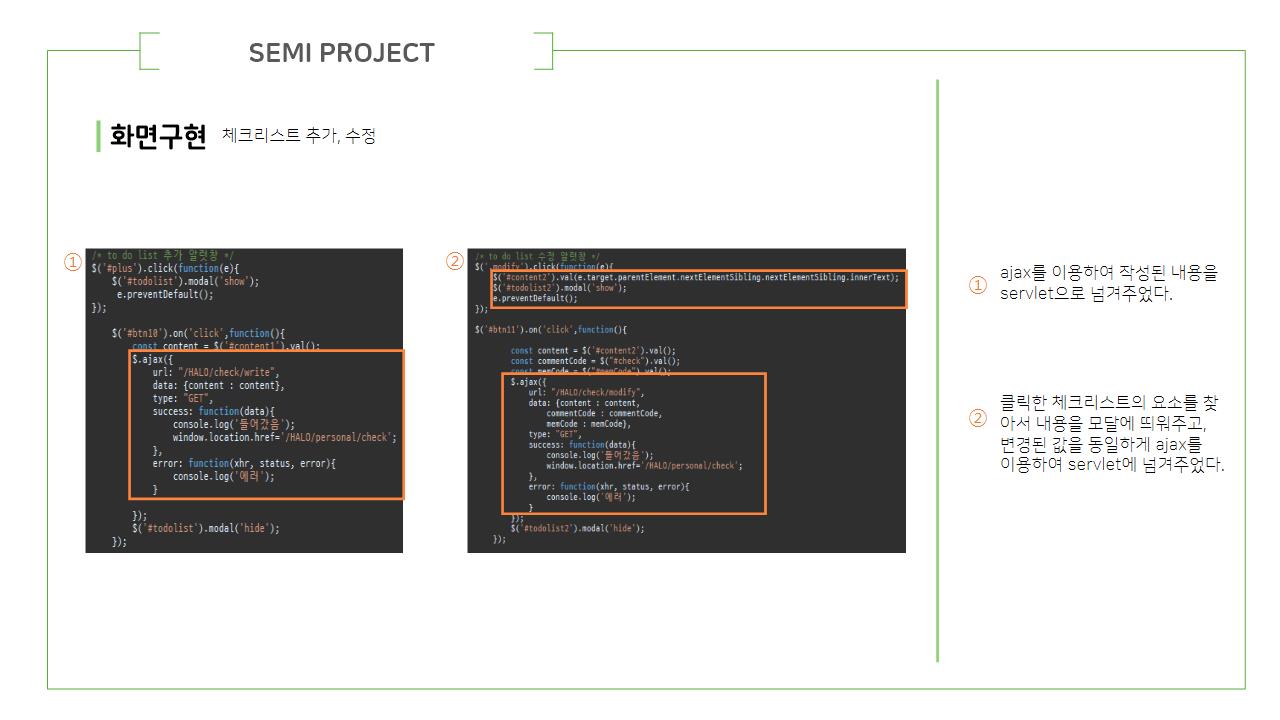 SEMI PROJECT
화면구현 체크리스트 추가, 수정
①
/* to do list 추가 알럿창 */
$('#plus').click(function(e){
$('#todolist').modal('show');
e.preventDefault();
});
$('#btn10').on('click',function(){
const content = $('#content1').val();
$.ajax({
url: "/HALO/check/write",
data: {content : content},
type: "GET",
success: function(data){
console.log('들어갔음');
window.location.href='/HALO/personal/check';
},
error: function(xhr, status, error){
console.log('에러');
}
});
$('#todolist').modal('hide');
});
②
/* to do list 수정 알럿창 */
$('.modify').click(function(e){
$('#content2').val(e.target.parentElement.nextElementSibling.nextElementSibling.innerText);
$('#todolist2').modal('show');
e.preventDefault();
});
$('#btn11').on('click',function(){
const content = $('#content2').val();
const commentCode = $("#check").val();
const memCode = $("#memCode").val();
$.ajax({
url: "/HALO/check/modify",
data: {content : content,
commentCode : commentCode,
memCode : memCode},
type: "GET",
success: function(data){
console.log('들어갔음');
window.location.href='/HALO/personal/check';
},
error: function(xhr, status, error){
console.log('에러');
}
});
$('#todolist2').modal('hide');
});
① ajax를 이용하여 작성된 내용을
servlet으로 넘겨주었다.
② 클릭한 체크리스트의 요소를 찾
아서 내용을 모달에 띄워주고,
변경된 값을 동일하게 ajax를
이용하여 servlet에 넘겨주었다.